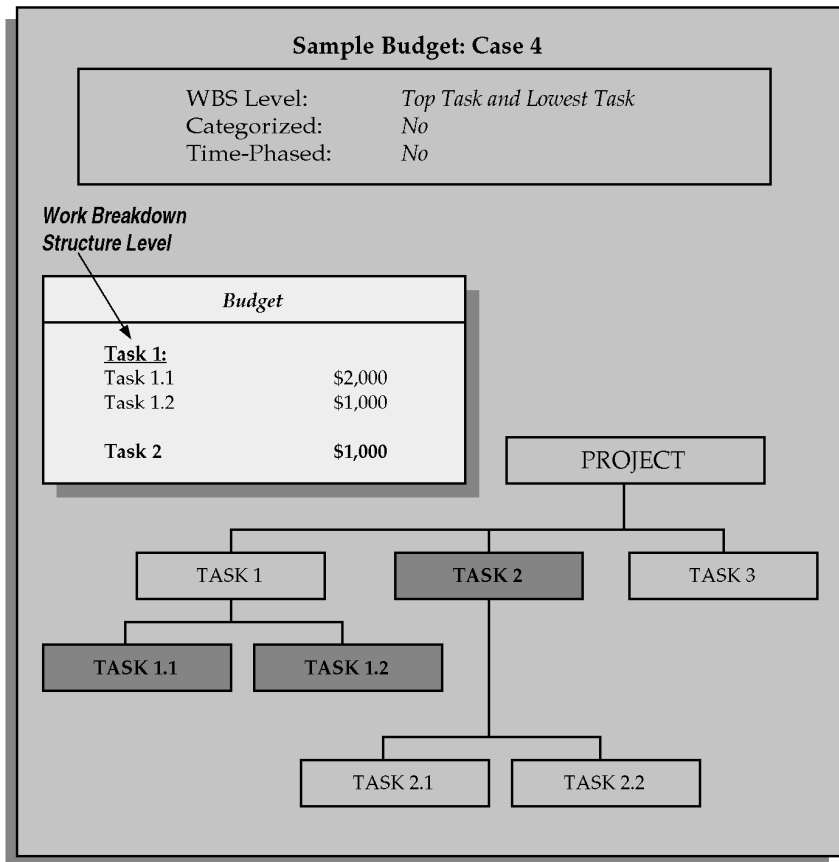 Sample Budget: Case 4
WBS Level: Top Task and Lowest Task
Categorized: No
Time-Phased: No
Work Breakdown
Structure Level
Budget
Task 1:
Task 1.1 $2,000
Task 1.2 $1,000
Task 2 $1,000
PROJECT
TASK 1 TASK 2 TASK 3
TASK 1.1 TASK 1.2
TASK 2.1 TASK 2.2